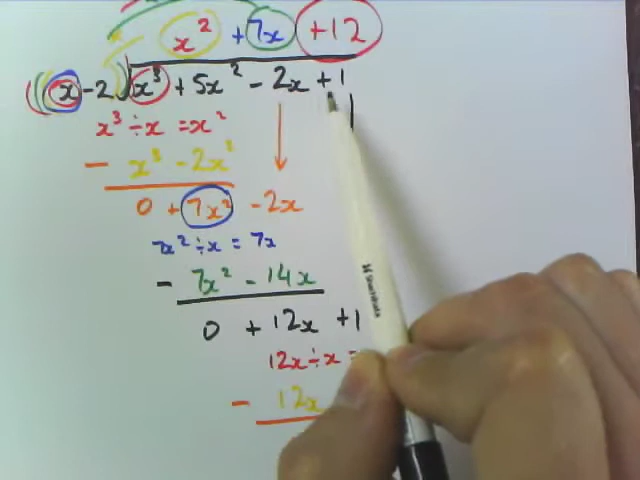 x² + 7x + 12
x - 2 x³ + 5x² - 2x + 1
x³ ÷ x = x²
- x³ - 2x²
0 + 7x² - 2x
7x² ÷ x = 7x
- 7x² - 14x
0 + 12x + 1
12x ÷ x =
- 12x